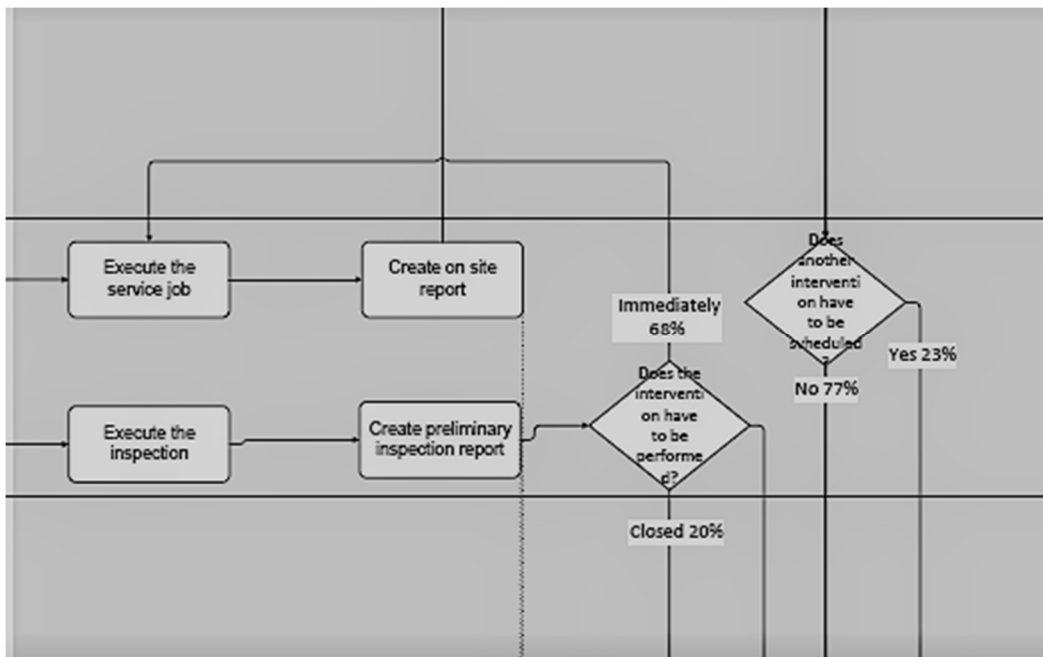 Execute the
service job
Create on site
report
Immediately
68%
Does
another
interventi
on have
to be
scheduled
?
Yes 23%
No 77%
Execute the
inspection
Create preliminary
inspection report
Does the
interventi
on have
to be
performe
d?
Closed 20%